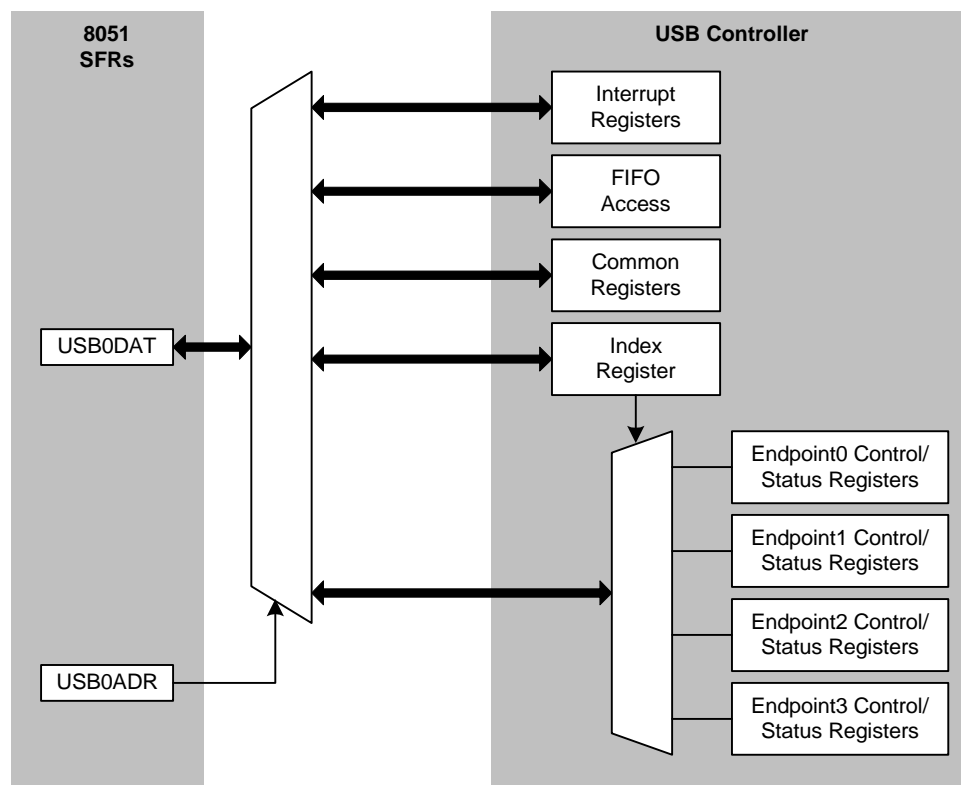 8051
SFRs
USB Controller
Interrupt
Registers
FIFO
Access
Common
Registers
USB0DAT
Index
Register
Endpoint0 Control/
Status Registers
Endpoint1 Control/
Status Registers
Endpoint2 Control/
Status Registers
USB0ADR
Endpoint3 Control/
Status Registers